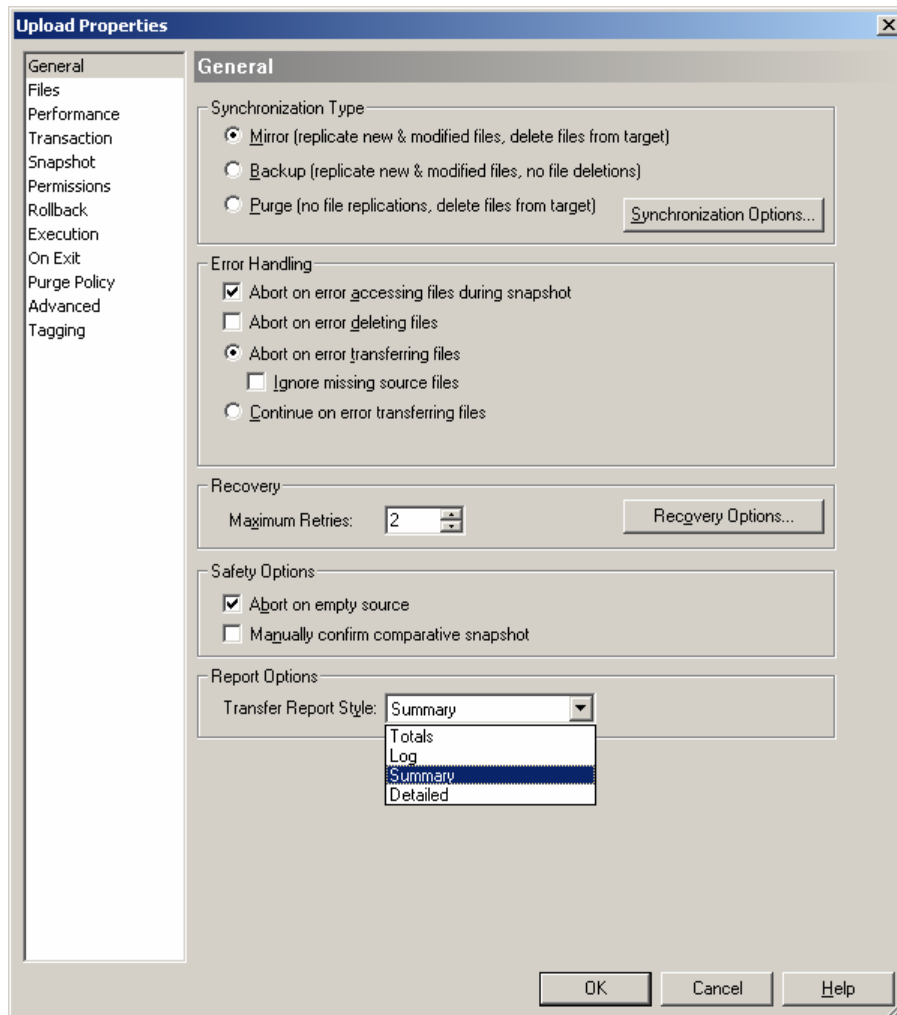 Upload Properties
General
Files
Performance
Transaction
Snapshot
Permissions
Rollback
Execution
On Exit
Purge Policy
Advanced
Tagging
General
Synchronization Type
Mirror (replicate new & modified files, delete files from target)
Backup (replicate new & modified files, no file deletions)
Purge (no file replications, delete files from target)
Synchronization Options...
Error Handling
Abort on error accessing files during snapshot
Abort on error deleting files
Abort on error transferring files
Ignore missing source files
Continue on error transferring files
Recovery
Maximum Retries: 2
Recovery Options...
Safety Options
Abort on empty source
Manually confirm comparative snapshot
Report Options
Transfer Report Style: Summary
Totals
Log
Summary
Detailed
OK Cancel Help